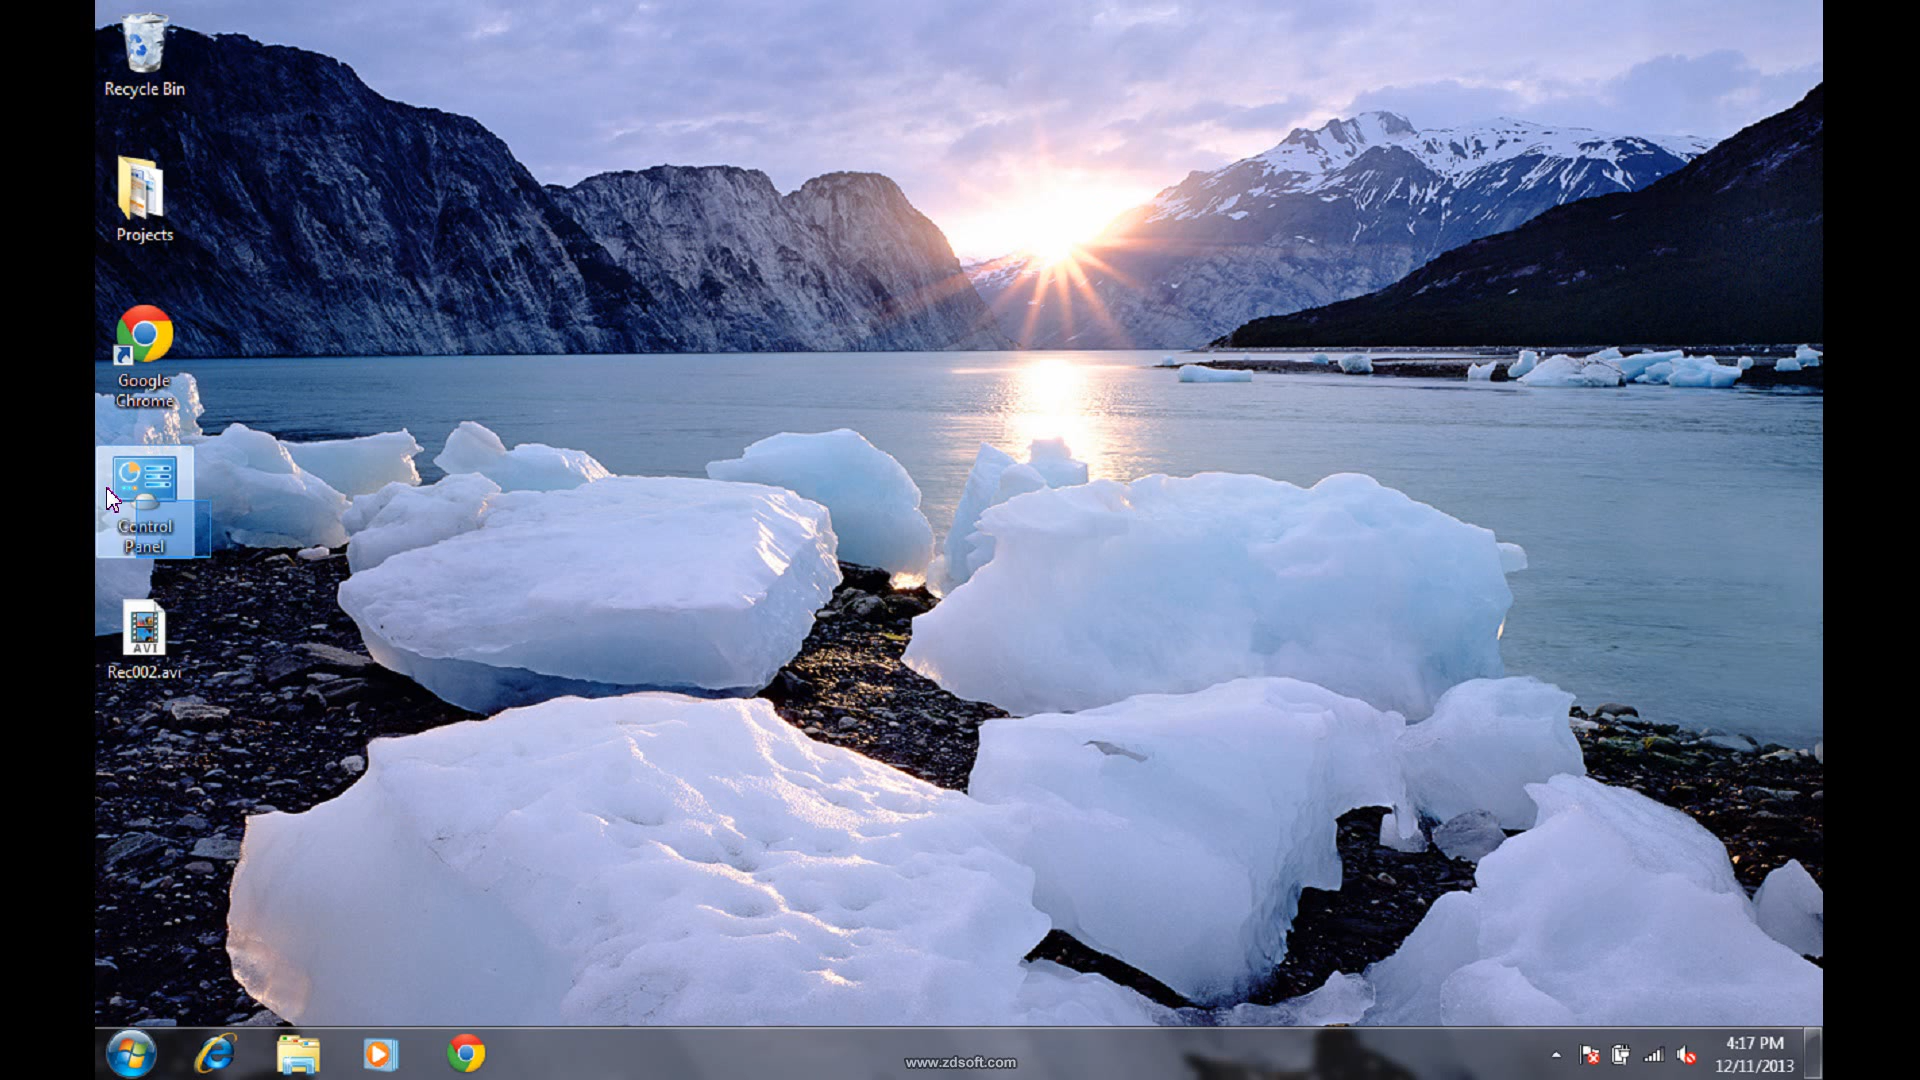 Recycle Bin
Projects
Google
Chrome
Control
Panel
AVI
Rec002.avi
www.zdsoft.com
4:17 PM
12/11/2013